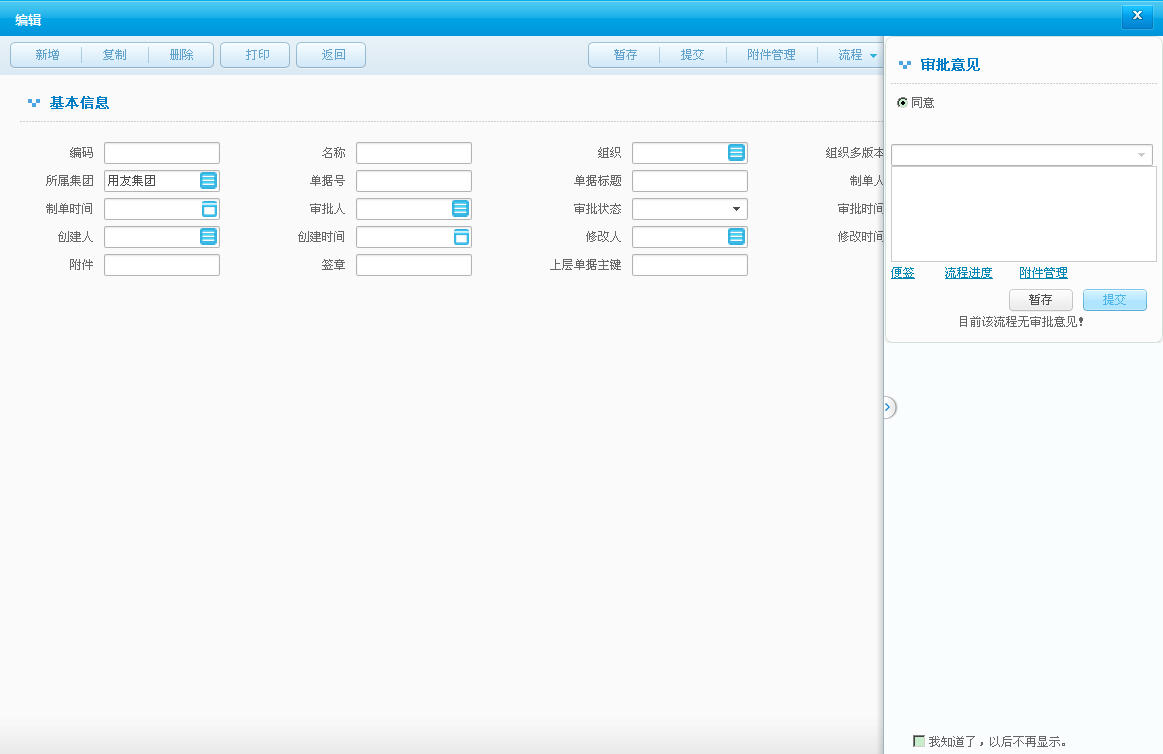 编辑
新增 复制 删除 打印 返回 暂存 提交 附件管理 流程
基本信息
编码 名称 组织 组织多版本
所属集团 用友集团 单据号 单据标题 制单人
制单时间 审批人 审批状态 审批时间
创建人 创建时间 修改人 修改时间
附件 签章 上层单据主键
审批意见
同意
便签 流程进度 附件管理
暂存 提交
目前该流程无审批意见!
我知道了，以后不再显示。